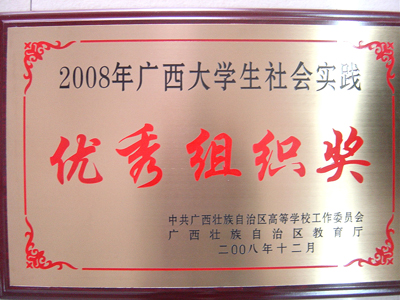 2008年广西大学生社会实践
优秀组织奖
中共广西壮族自治区高等学校工作委员会
广西壮族自治区教育厅
二00八年十二月